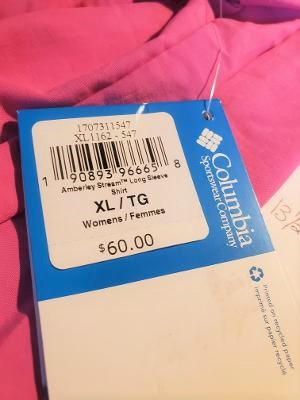 1707311547
XL1162 - 547
1 90893 96665 8
Amberley Stream™ Long Sleeve
Shirt
XL / TG
Womens / Femmes
$60.00
Columbia
Sportswear Company
Printed on recycled paper
imprimé sur papier recyclé
13/